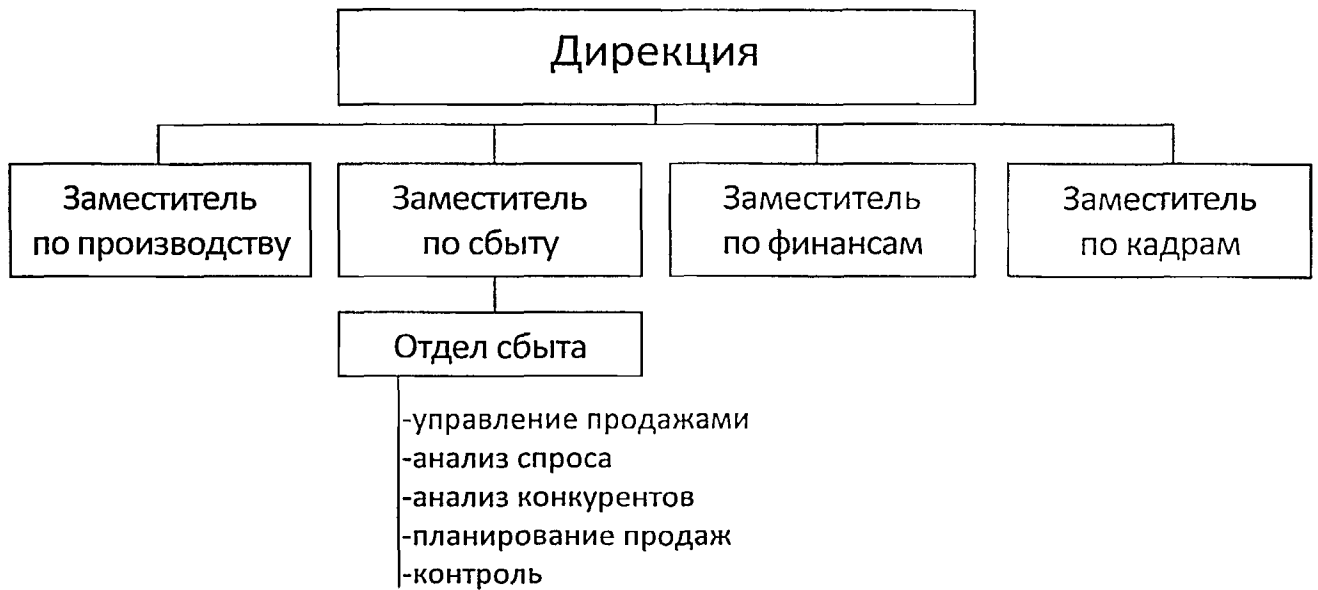 Дирекция
Заместитель
по производству
Заместитель
по сбыту
Заместитель
по финансам
Заместитель
по кадрам
Отдел сбыта
-управление продажами
-анализ спроса
-анализ конкурентов
-планирование продаж
-контроль